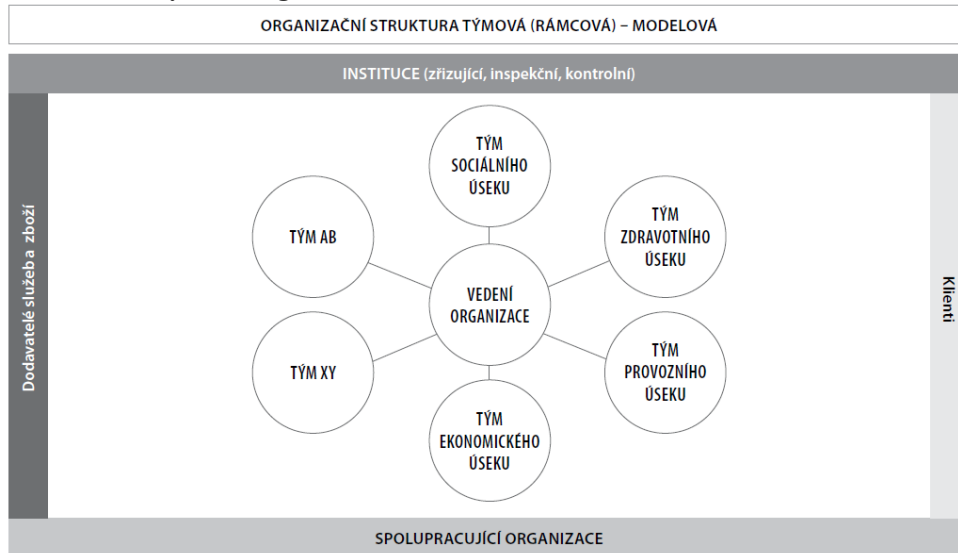 ORGANIZAČNÍ STRUKTURA TÝMOVÁ (RÁMCOVÁ) – MODELOVÁ
INSTITUCE (zřizující, inspekční, kontrolní)
Dodavatelé služeb a zboží
TÝM
SOCIÁLNÍHO
ÚSEKU
TÝM AB
TÝM
ZDRAVOTNÍHO
ÚSEKU
VEDENÍ
ORGANIZACE
TÝM XY
TÝM
PROVOZNÍHO
ÚSEKU
TÝM
EKONOMICKÉHO
ÚSEKU
Klienti
SPOLUPRACUJÍCÍ ORGANIZACE